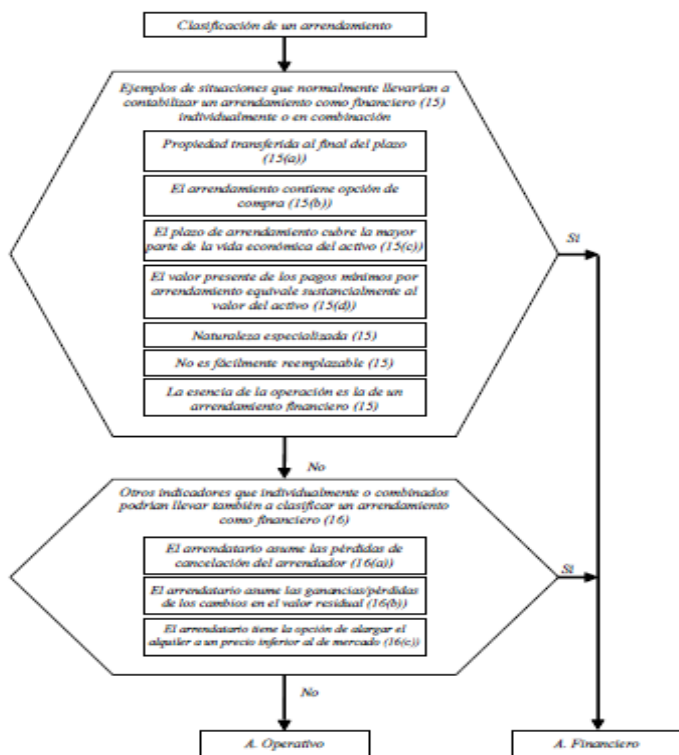 Clasificación de un arrendamiento
Ejemplos de situaciones que normalmente llevarían a
contabilizar un arrendamiento como financiero (15)
individualmente o en combinación
Propiedad transferida al final del plazo
(15(a))
El arrendamiento contiene opción de
compra (15(b))
El plazo de arrendamiento cubre la mayor
parte de la vida económica del activo (15(c))
El valor presente de los pagos mínimos por
arrendamiento equivale sustancialmente al
valor del activo (15(d))
Naturaleza especializada (15)
No es fácilmente reemplazable (15)
La esencia de la operación es la de un
arrendamiento financiero (15)
Si
No
Otros indicadores que individualmente o combinados
podrían llevar también a clasificar un arrendamiento
como financiero (16)
El arrendatario asume las pérdidas de
cancelación del arrendador (16(a))
El arrendatario asume las ganancias/pérdidas
de los cambios en el valor residual (16(b))
El arrendatario tiene la opción de alargar el
alquiler a un precio inferior al de mercado (16(c))
Si
No
A. Operativo
A. Financiero